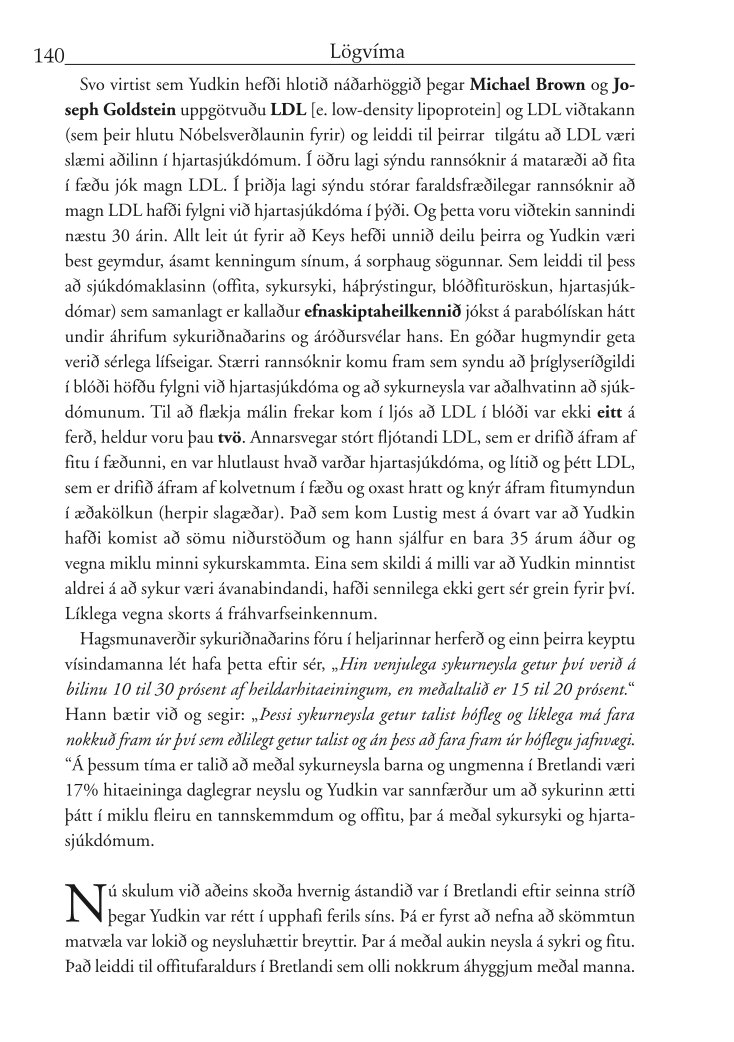 140
Lögvíma
Svo virtist sem Yudkin hefði hlotið náðarhöggið þegar Michael Brown og Jo-
seph Goldstein uppgötvuðu LDL [e. low-density lipoprotein] og LDL viðtakann
(sem þeir hlutu Nóbelsverðlaunin fyrir) og leiddi til þeirrar tilgátu að LDL væri
slæmi aðilinn í hjartasjúkdómum. Í öðru lagi sýndu rannsóknir á mataræði að fita
í fæðu jók magn LDL. Í þriðja lagi sýndu stórar faraldsfræðilegar rannsóknir að
magn LDL hafði fylgni við hjartasjúkdóma í þýði. Og þetta voru viðtekin sannindi
næstu 30 árin. Allt leit út fyrir að Keys hefði unnið deilu þeirra og Yudkin væri
best geymdur, ásamt kenningum sínum, á sorphaug sögunnar. Sem leiddi til þess
að sjúkdómaklasinn (offita, sykursýki, háþrýstingur, blóðfituröskun, hjartasjúk-
dómar) sem samanlagt er kallaður efnaskiptaheilkennið jókst á parabólískan hátt
undir áhrifum sykuriðnaðarins og áróðursvélar hans. En góðar hugmyndir geta
verið sérlega lífseigar. Stærri rannsóknir komu fram sem syndu að þríglyseríðgildi
í blóði höfðu fylgni við hjartasjúkdóma og að sykurneysla var aðalhvatinn að sjúk-
dómunum. Til að flækja málin frekar kom í ljós að LDL í blóði var ekki eitt á
ferð, heldur voru þau tvö. Annarsvegar stórt fljótandi LDL, sem er drifið áfram af
fitu í fæðunni, en var hlutlaust hvað varðar hjartasjúkdóma, og lítið og þétt LDL,
sem er drifið áfram af kolvetnum í fæðu og oxast hratt og knýr áfram fitumyndun
í æðakölkun (herpir slagæðar). Það sem kom Lustig mest á óvart var að Yudkin
hafði komist að sömu niðurstöðum og hann sjálfur en bara 35 árum áður og
vegna miklu minni sykurskammta. Eina sem skildi á milli var að Yudkin minntist
aldrei á að sykur væri ávanabindandi, hafði sennilega ekki gert sér grein fyrir því.
Líklega vegna skorts á fráhvarfseinkennum.
Hagsmunaverðir sykuriðnaðarins fóru í heljarinnar herferð og einn þeirra keyptu
vísindamanna lét hafa þetta eftir sér, „Hin venjulega sykurneysla getur því verið á
bilinu 10 til 30 prósent af heildarhitaeiningum, en meðaltalið er 15 til 20 prósent.“
Hann bætir við og segir: „Þessi sykurneysla getur talist hófleg og líklega má fara
nokkuð fram úr því sem eðlilegt getur talist og án þess að fara fram úr hóflegu jafnvægi.
“Á þessum tíma er talið að meðal sykurneysla barna og ungmenna í Bretlandi væri
17% hitaeininga daglegrar neyslu og Yudkin var sannfærður um að sykurinn ætti
þátt í miklu fleiru en tannskemmdum og offitu, þar á meðal sykursýki og hjarta-
sjúkdómum.
Nú skulum við aðeins skoða hvernig ástandið var í Bretlandi eftir seinna stríð
þegar Yudkin var rétt í upphafi ferils síns. Þá er fyrst að nefna að skömmtun
matvæla var lokið og neysluhættir breyttir. Þar á meðal aukin neysla á sykri og fitu.
Það leiddi til offitufaraldurs í Bretlandi sem olli nokkrum áhyggjum meðal manna.